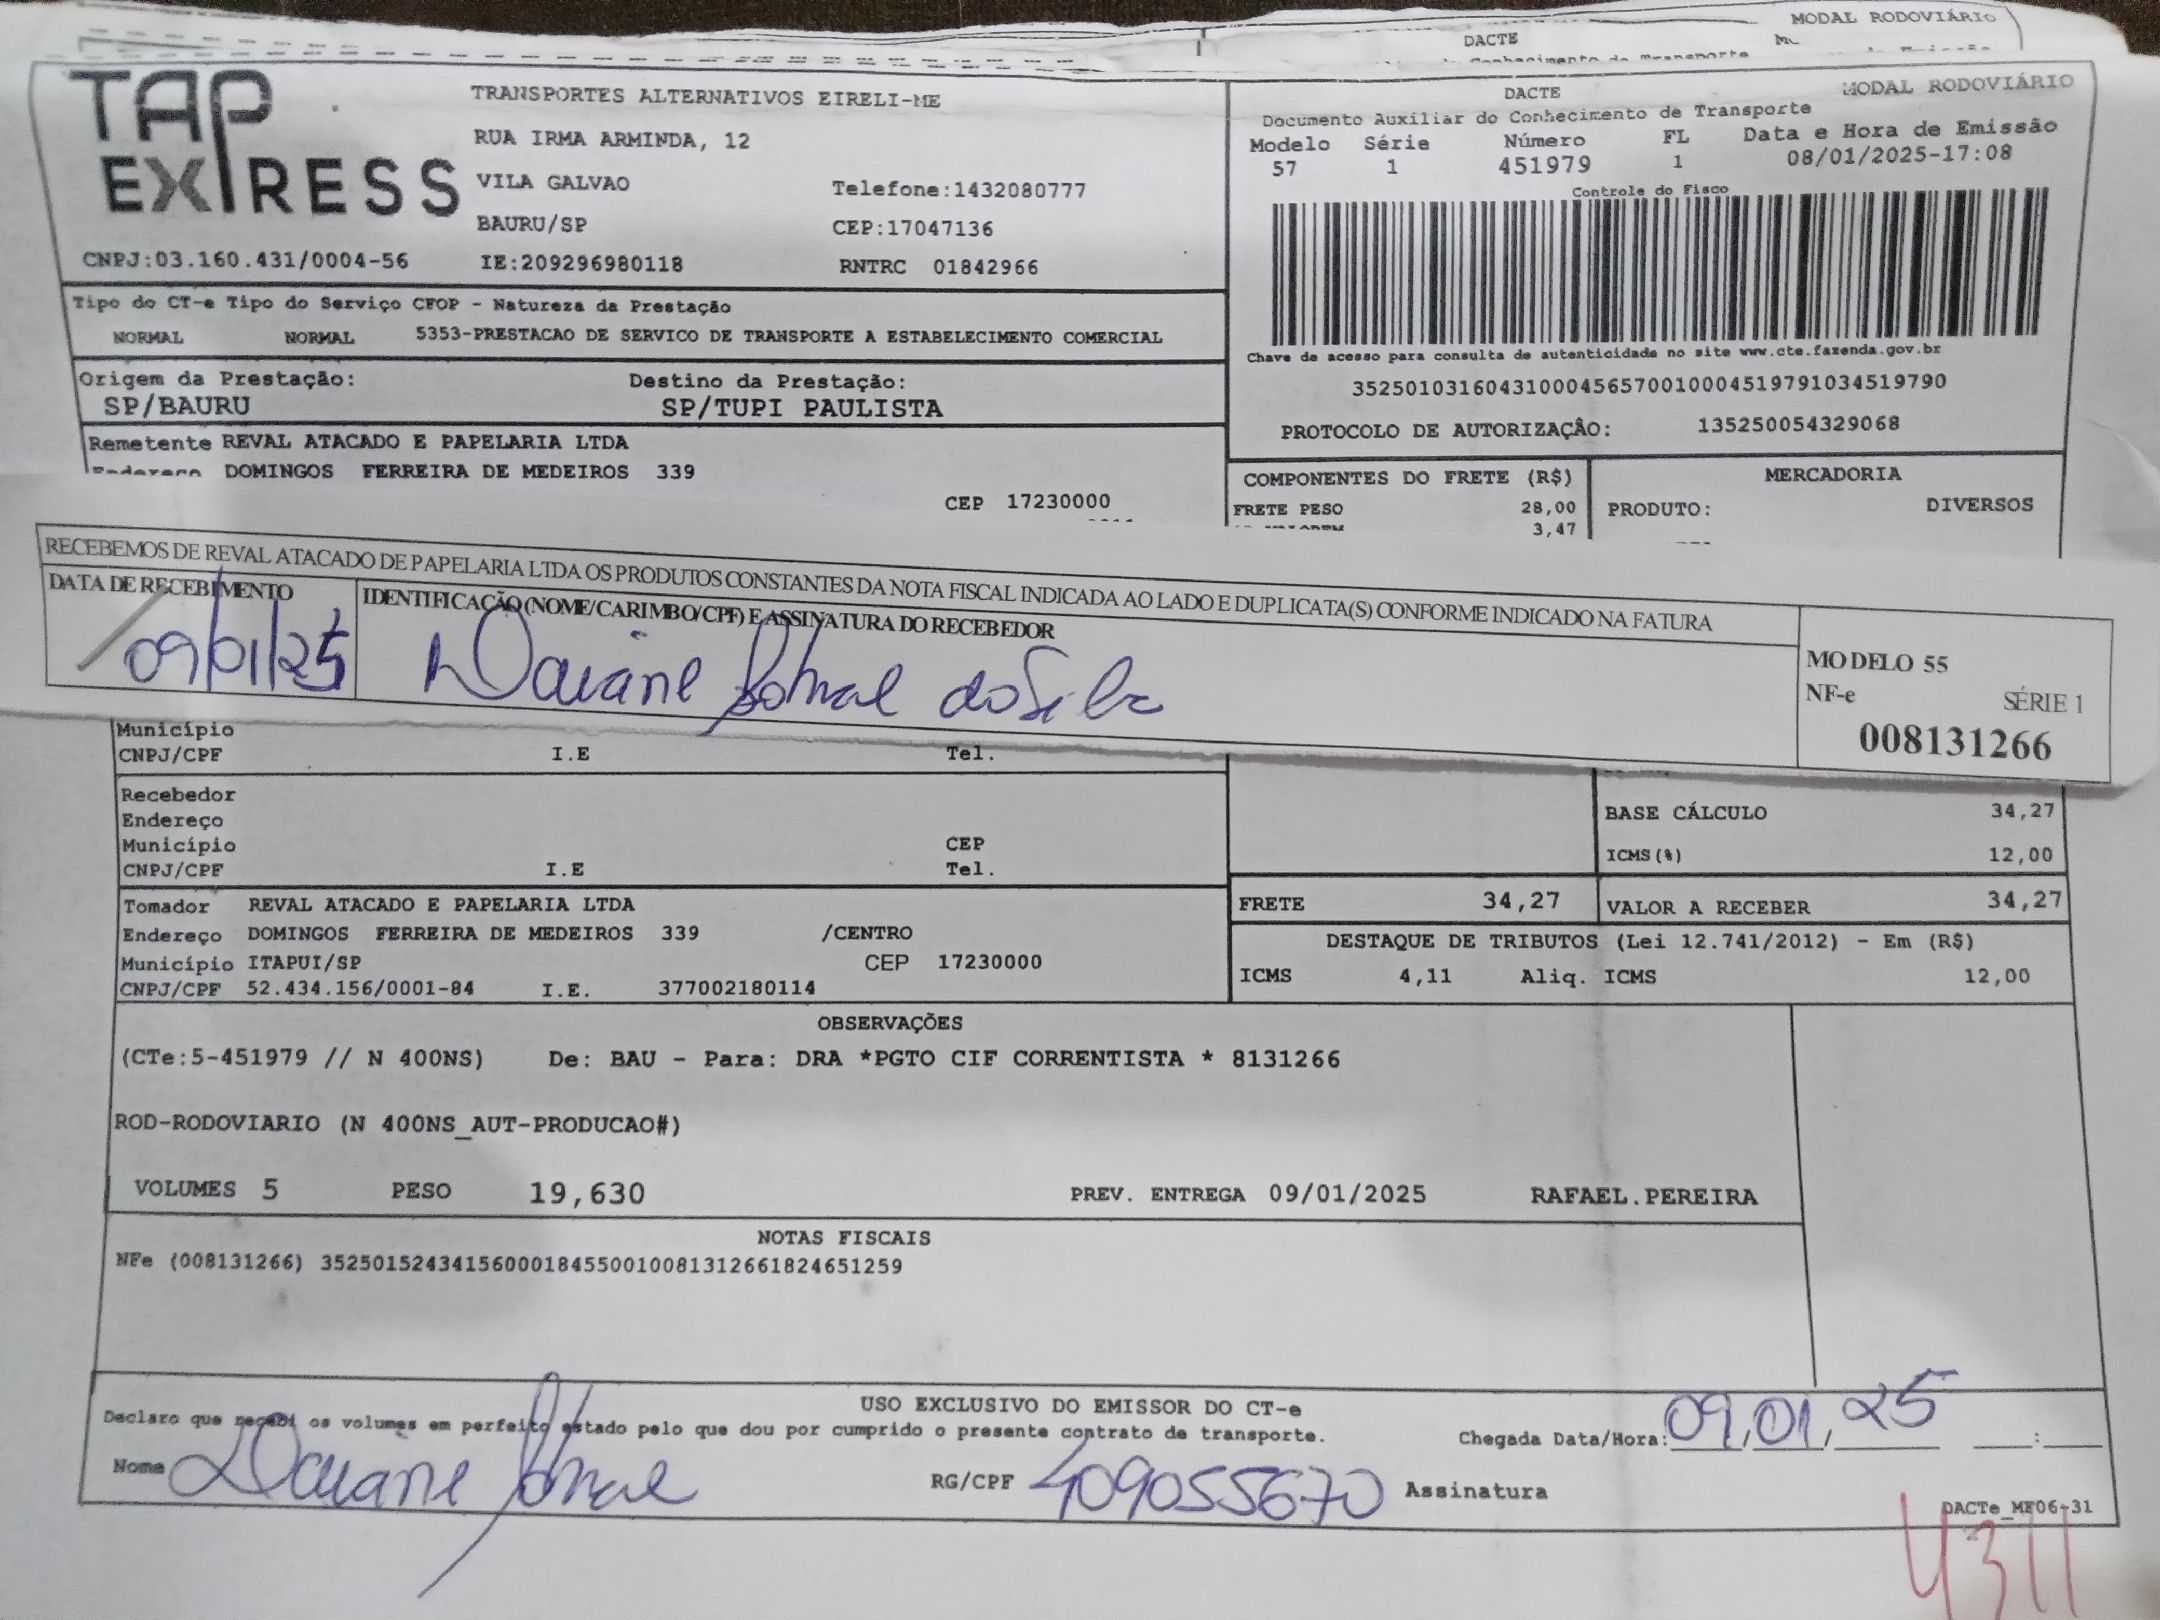 DACTE
MODAL RODOVIÁRIO
TAP EXPRESS
TRANSPORTES ALTERNATIVOS EIRELI-ME
RUA IRMA ARMINDA, 12
VILA GALVAO
Telefone:1432080777
BAURU/SP
CEP:17047136
CNPJ:03.160.431/0004-56
IE:209296980118
RNTRC 01842966
DACTE
MODAL RODOVIÁRIO
Documento Auxiliar do Conhecimento de Transporte
Modelo Série Número FL Data e Hora de Emissão
57 1 451979 1 08/01/2025-17:08
Controle do Fisco
Chave de acesso para consulta de autenticidade no site www.cte.fazenda.gov.br
35250103160431000456570010004519791034519790
PROTOCOLO DE AUTORIZAÇÃO: 135250054329068
Tipo do CT-e Tipo do Serviço CFOP - Natureza da Prestação
NORMAL NORMAL 5353-PRESTACAO DE SERVICO DE TRANSPORTE A ESTABELECIMENTO COMERCIAL
Origem da Prestação: Destino da Prestação:
SP/BAURU SP/TUPI PAULISTA
Remetente REVAL ATACADO E PAPELARIA LTDA
Endereço DOMINGOS FERREIRA DE MEDEIROS 339
CEP 17230000
COMPONENTES DO FRETE (R$)
FRETE PESO 28,00
3,47
MERCADORIA
PRODUTO: DIVERSOS
RECEBEMOS DE REVAL ATACADO DE PAPELARIA LTDA OS PRODUTOS CONSTANTES DA NOTA FISCAL INDICADA AO LADO E DUPLICATA(S) CONFORME INDICADO NA FATURA
DATA DE RECEBIMENTO
IDENTIFICAÇÃO (NOME/CARIMBO/CPF) E ASSINATURA DO RECEBEDOR
09/01/25
Daiane da Silva
MODELO 55
NF-e SÉRIE 1
008131266
Município
CNPJ/CPF I.E Tel.
Recebedor
Endereço
Município CEP
CNPJ/CPF I.E Tel.
BASE CÁLCULO 34,27
ICMS(%) 12,00
Tomador REVAL ATACADO E PAPELARIA LTDA
Endereço DOMINGOS FERREIRA DE MEDEIROS 339 /CENTRO
Município ITAPUI/SP CEP 17230000
CNPJ/CPF 52.434.156/0001-84 I.E. 377002180114
FRETE 34,27
VALOR A RECEBER 34,27
DESTAQUE DE TRIBUTOS (Lei 12.741/2012) - Em (R$)
ICMS 4,11 Aliq. ICMS 12,00
OBSERVAÇÕES
(CTe:5-451979 // N 400NS) De: BAU - Para: DRA *PGTO CIF CORRENTISTA * 8131266
ROD-RODOVIARIO (N 400NS_AUT-PRODUCAO#)
VOLUMES 5 PESO 19,630 PREV. ENTREGA 09/01/2025 RAFAEL.PEREIRA
NOTAS FISCAIS
NFe (008131266) 35250152434156000184550010081312661824651259
USO EXCLUSIVO DO EMISSOR DO CT-e
Declaro que recebi os volumes em perfeito estado pelo que dou por cumprido o presente contrato de transporte.
Chegada Data/Hora: 09,01,25 :
Nome Daiane
RG/CPF 409055670
Assinatura
DACTe_MF06-31
4311